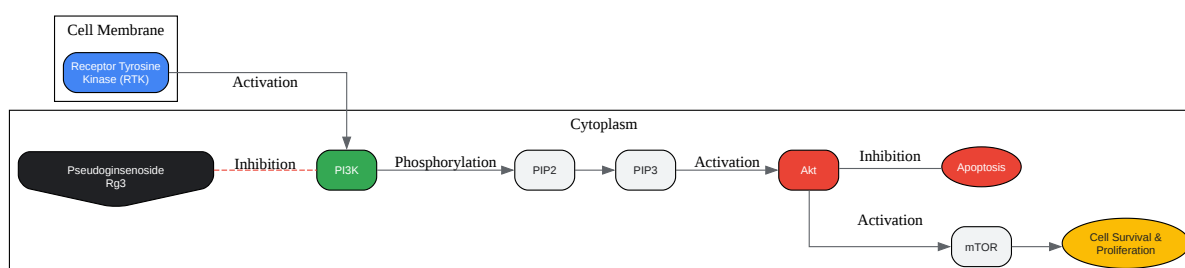 Cell Membrane
Receptor Tyrosine
Kinase (RTK)
Activation
Cytoplasm
Pseudoginsenoside
Rg3
Inhibition
PI3K
Phosphorylation
PIP2
PIP3
Activation
Akt
Inhibition
Apoptosis
Activation
mTOR
Cell Survival &
Proliferation